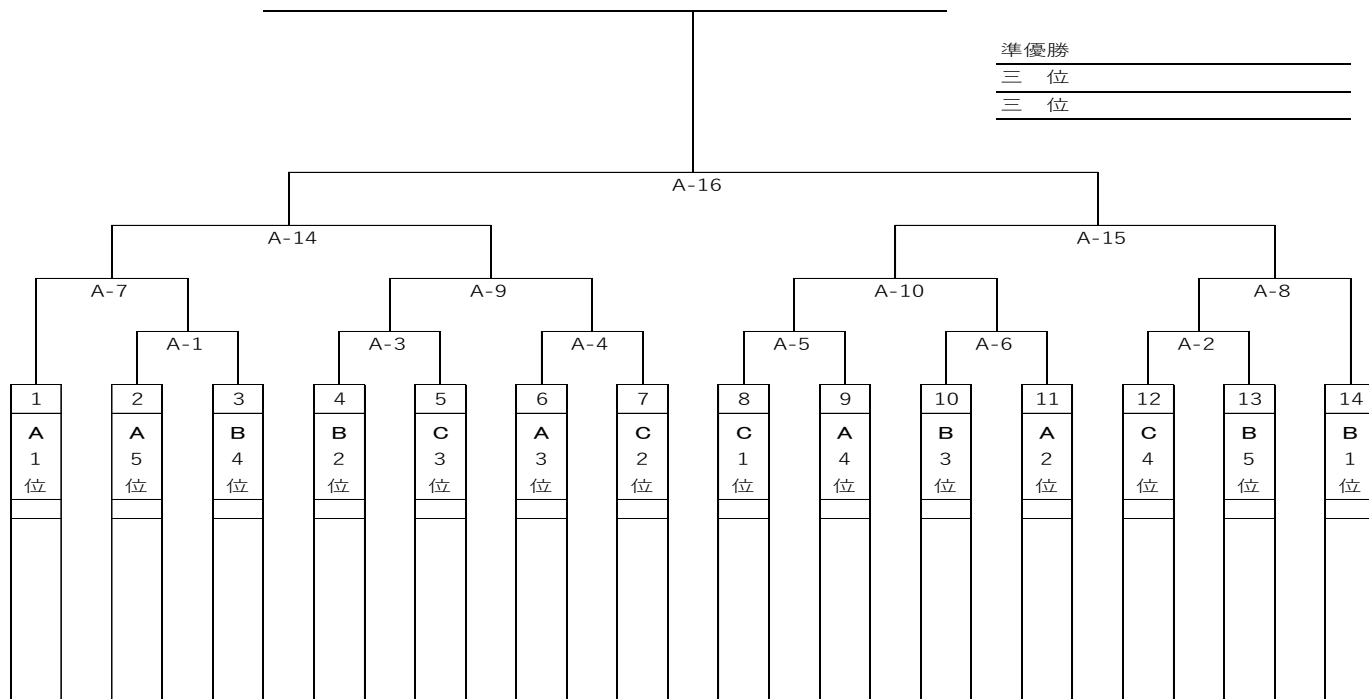 準優勝
三　位
三　位
A-16
A-14 A-15
A-7 A-9 A-10 A-8
A-1 A-3 A-4 A-5 A-6 A-2
1 2 3 4 5 6 7 8 9 10 11 12 13 14
A A B B C A C C A B A C B B
1 5 4 2 3 3 2 1 4 3 2 4 5 1
位 位 位 位 位 位 位 位 位 位 位 位 位 位